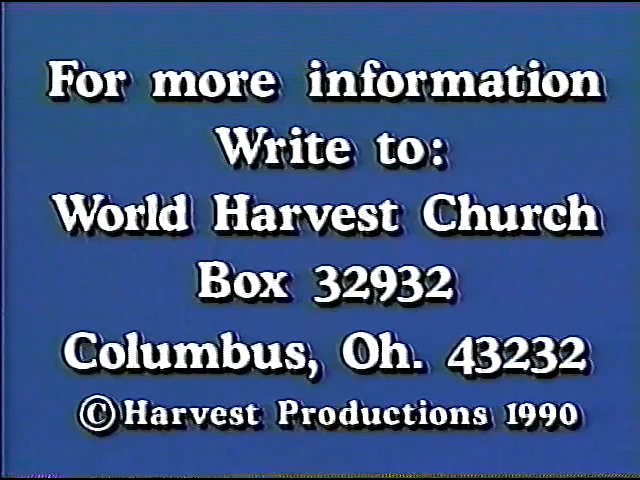 For more information
Write to:
World Harvest Church
Box 32932
Columbus, Oh. 43232
©Harvest Productions 1990